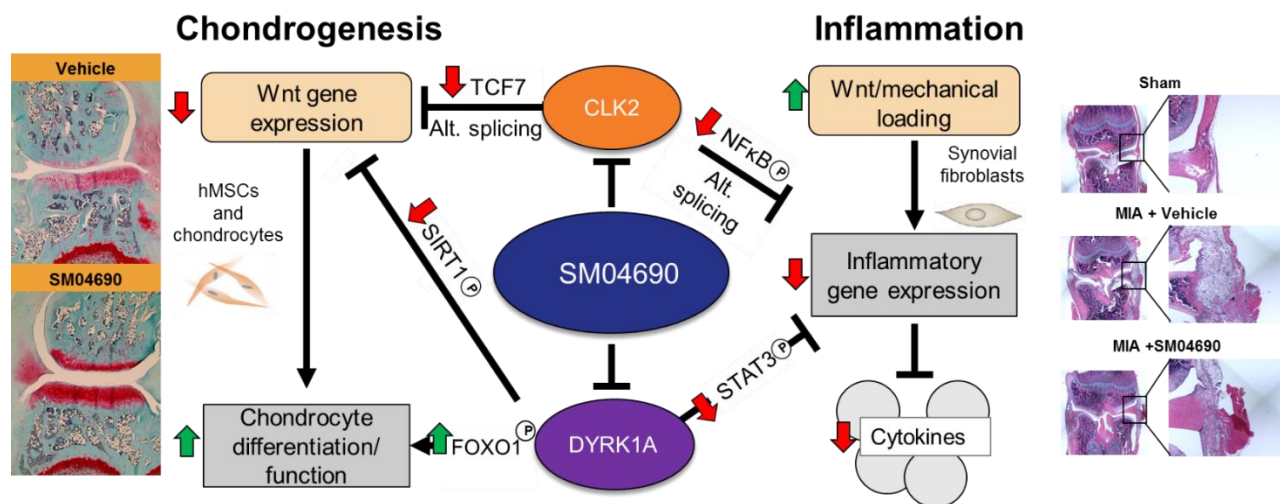 Chondrogenesis
Inflammation
Vehicle
SM04690
Wnt gene
expression
TCF7
Alt. splicing
CLK2
NFκB P
Alt.
splicing
Wnt/mechanical
loading
Synovial
fibroblasts
hMSCs
and
chondrocytes
SIRT1 P
SM04690
Inflammatory
gene expression
STAT3 P
Chondrocyte
differentiation/
function
FOXO1 P
DYRK1A
Cytokines
Sham
MIA + Vehicle
MIA +SM04690